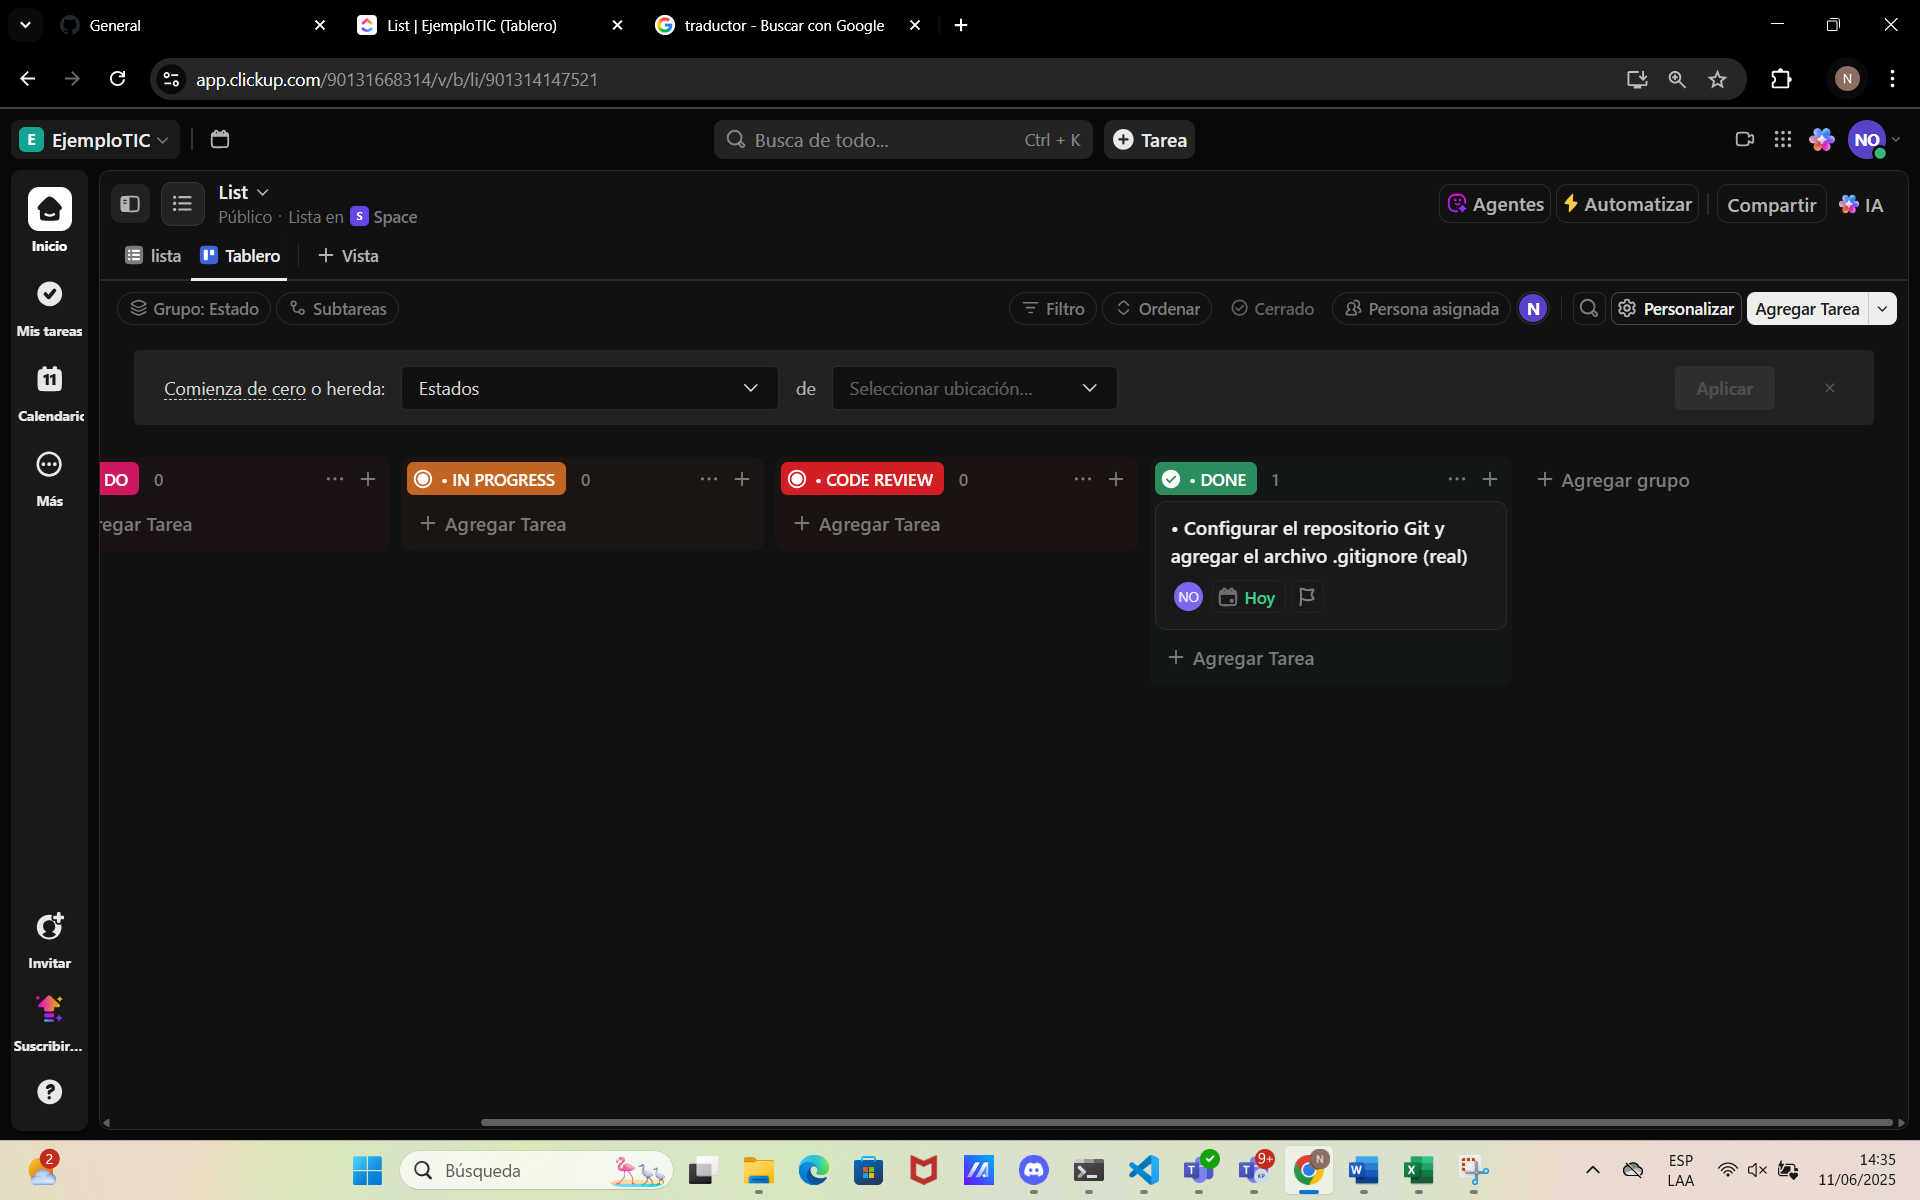 General
List | EjemploTIC (Tablero)
traductor - Buscar con Google
app.clickup.com/90131668314/v/b/li/901314147521
N
E EjemploTIC
Busca de todo... Ctrl + K
Tarea
NO
List
Público · Lista en S Space
Agentes
Automatizar
Compartir
IA
lista
Tablero
Vista
Grupo: Estado
Subtareas
Filtro
Ordenar
Cerrado
Persona asignada
N
Personalizar
Agregar Tarea
Comienza de cero o hereda:
Estados
de
Seleccionar ubicación...
Aplicar
DO 0
regar Tarea
• IN PROGRESS 0
Agregar Tarea
• CODE REVIEW 0
Agregar Tarea
• DONE 1
• Configurar el repositorio Git y
agregar el archivo .gitignore (real)
NO
Hoy
Agregar Tarea
Agregar grupo
Inicio
Mis tareas
11
Calendaric
Más
Invitar
Suscribir...
?
2
Búsqueda
9+
N
ESP
LAA
14:35
11/06/2025